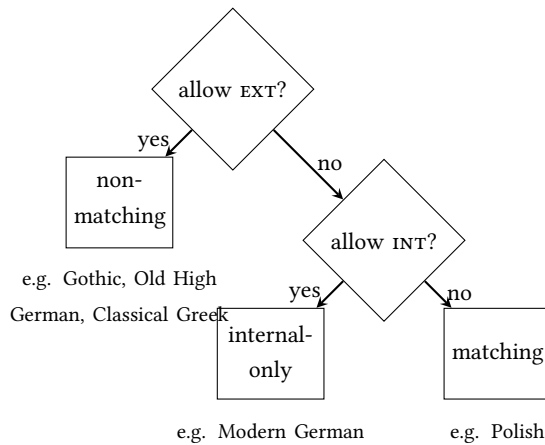 allow EXT?
yes
no
non-
matching
allow INT?
e.g. Gothic, Old High
German, Classical Greek
yes
no
internal-
only
matching
e.g. Modern German
e.g. Polish